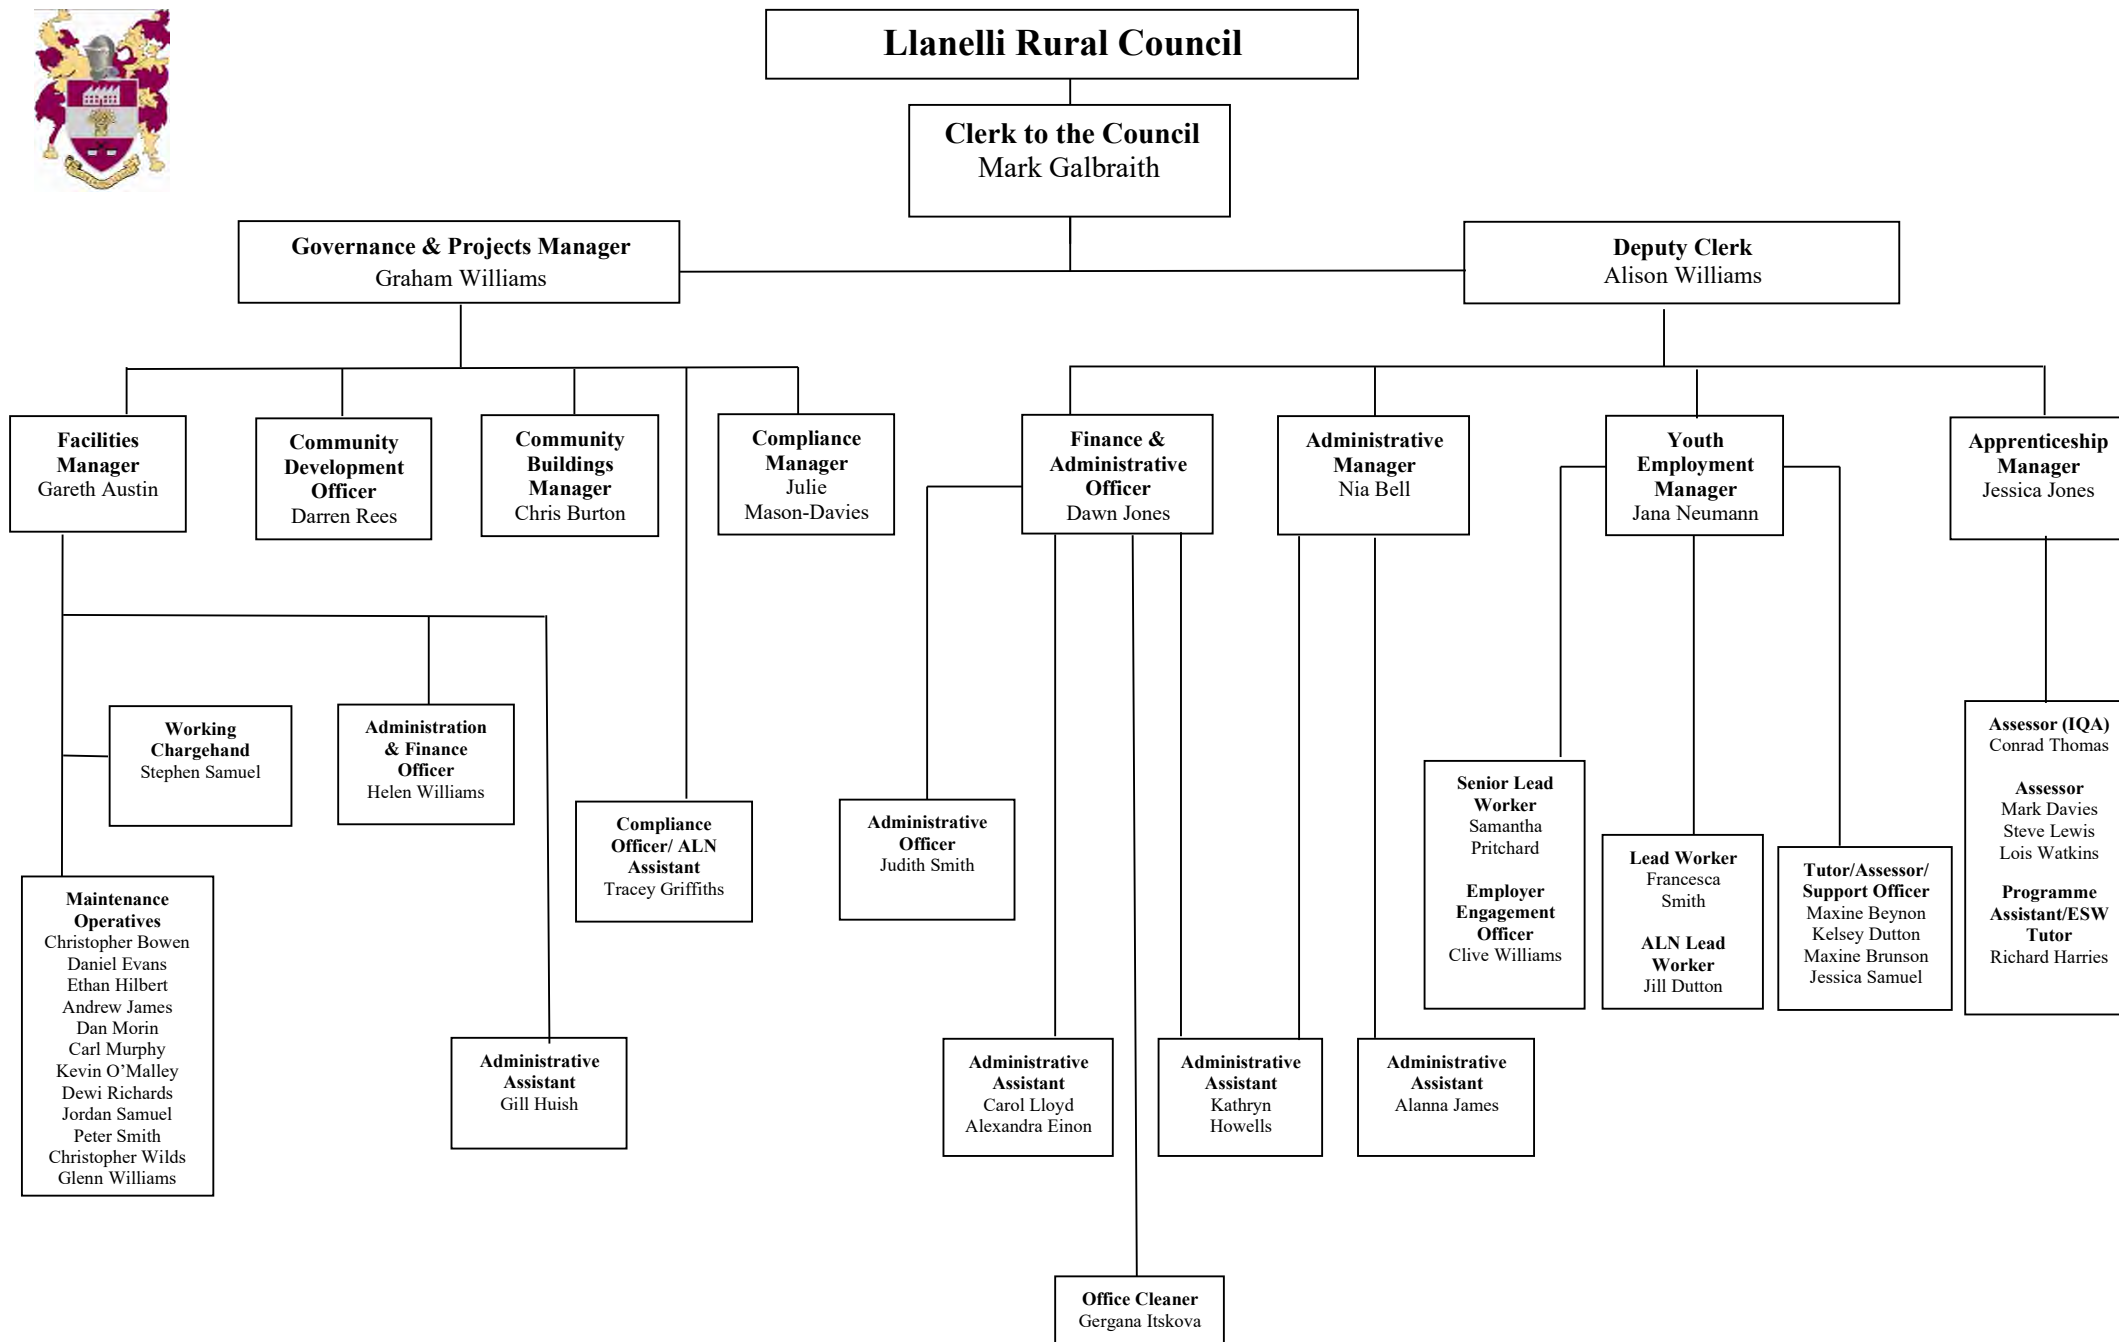 Llanelli Rural Council
Clerk to the Council
Mark Galbraith
Governance & Projects Manager
Graham Williams
Deputy Clerk
Alison Williams
Facilities
Manager
Gareth Austin
Community
Development
Officer
Darren Rees
Community
Buildings
Manager
Chris Burton
Compliance
Manager
Julie
Mason-Davies
Finance &
Administrative
Officer
Dawn Jones
Administrative
Manager
Nia Bell
Youth
Employment
Manager
Jana Neumann
Apprenticeship
Manager
Jessica Jones
Working
Chargehand
Stephen Samuel
Administration
& Finance
Officer
Helen Williams
Compliance
Officer/ ALN
Assistant
Tracey Griffiths
Administrative
Officer
Judith Smith
Senior Lead
Worker
Samantha
Pritchard
Employer
Engagement
Officer
Clive Williams
Lead Worker
Francesca
Smith
ALN Lead
Worker
Jill Dutton
Tutor/Assessor/
Support Officer
Maxine Beynon
Kelsey Dutton
Maxine Brunson
Jessica Samuel
Assessor (IQA)
Conrad Thomas
Assessor
Mark Davies
Steve Lewis
Lois Watkins
Programme
Assistant/ESW
Tutor
Richard Harries
Maintenance
Operatives
Christopher Bowen
Daniel Evans
Ethan Hilbert
Andrew James
Dan Morin
Carl Murphy
Kevin O’Malley
Dewi Richards
Jordan Samuel
Peter Smith
Christopher Wilds
Glenn Williams
Administrative
Assistant
Gill Huish
Administrative
Assistant
Carol Lloyd
Alexandra Einon
Administrative
Assistant
Kathryn
Howells
Administrative
Assistant
Alanna James
Office Cleaner
Gergana Itskova